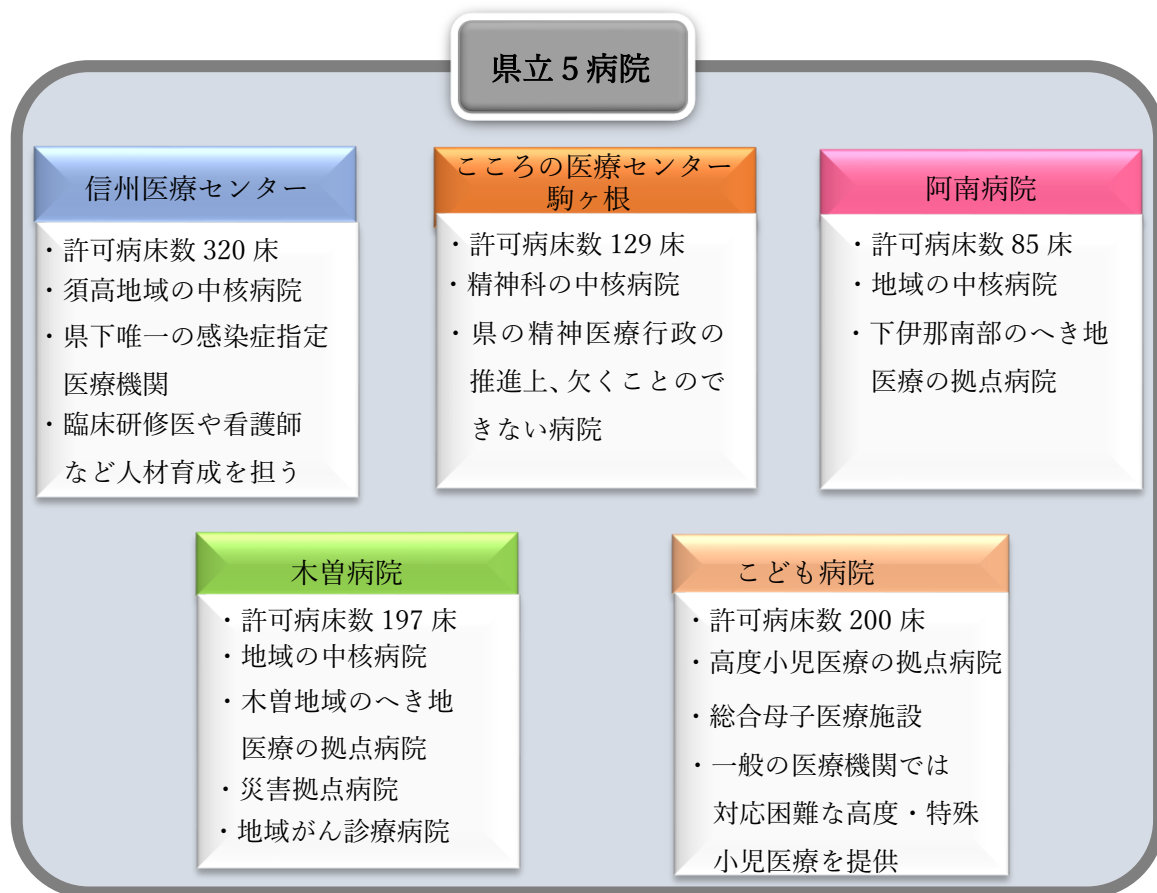 県立５病院
信州医療センター
・許可病床数 320 床
・須高地域の中核病院
・県下唯一の感染症指定
医療機関
・臨床研修医や看護師
など人材育成を担う
こころの医療センター
駒ヶ根
・許可病床数 129 床
・精神科の中核病院
・県の精神医療行政の
推進上、欠くことので
きない病院
阿南病院
・許可病床数 85 床
・地域の中核病院
・下伊那南部のへき地
医療の拠点病院
木曽病院
・許可病床数 197 床
・地域の中核病院
・木曽地域のへき地
医療の拠点病院
・災害拠点病院
・地域がん診療病院
こども病院
・許可病床数 200 床
・高度小児医療の拠点病院
・総合母子医療施設
・一般の医療機関では
対応困難な高度・特殊
小児医療を提供